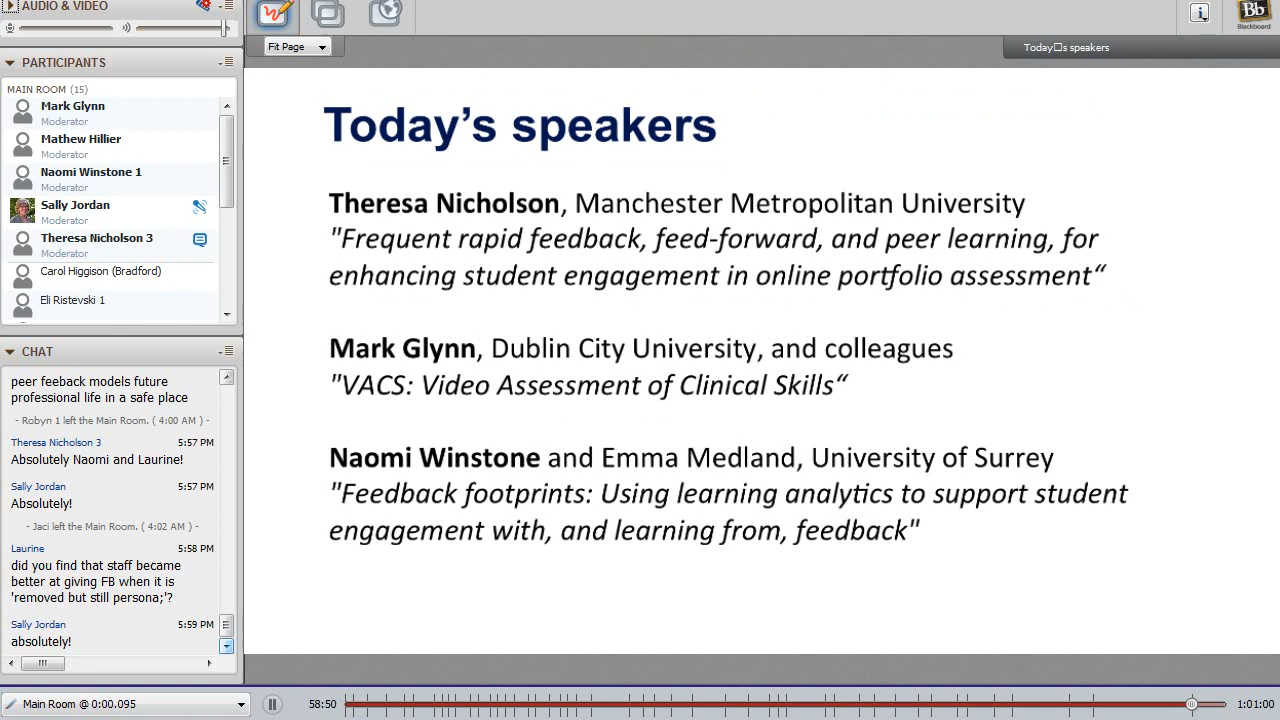 AUDIO & VIDEO
PARTICIPANTS
MAIN ROOM (15)
Mark Glynn
Moderator
Mathew Hillier
Moderator
Naomi Winstone 1
Moderator
Sally Jordan
Moderator
Theresa Nicholson 3
Moderator
Carol Higgison (Bradford)
Eli Ristevski 1
CHAT
peer feeback models future
professional life in a safe place
- Robyn 1 left the Main Room. ( 4:00 AM ) -
Theresa Nicholson 3 5:57 PM
Absolutely Naomi and Laurine!
Sally Jordan 5:57 PM
Absolutely!
- Jaci left the Main Room. ( 4:02 AM ) -
Laurine 5:58 PM
did you find that staff became
better at giving FB when it is
'removed but still persona;'?
Sally Jordan 5:59 PM
absolutely!
Main Room @ 0:00.095
Fit Page
Today□s speakers
i
Bb
Blackboard
Today’s speakers
Theresa Nicholson, Manchester Metropolitan University
"Frequent rapid feedback, feed-forward, and peer learning, for
enhancing student engagement in online portfolio assessment“
Mark Glynn, Dublin City University, and colleagues
"VACS: Video Assessment of Clinical Skills“
Naomi Winstone and Emma Medland, University of Surrey
"Feedback footprints: Using learning analytics to support student
engagement with, and learning from, feedback"
58:50
1:01:00